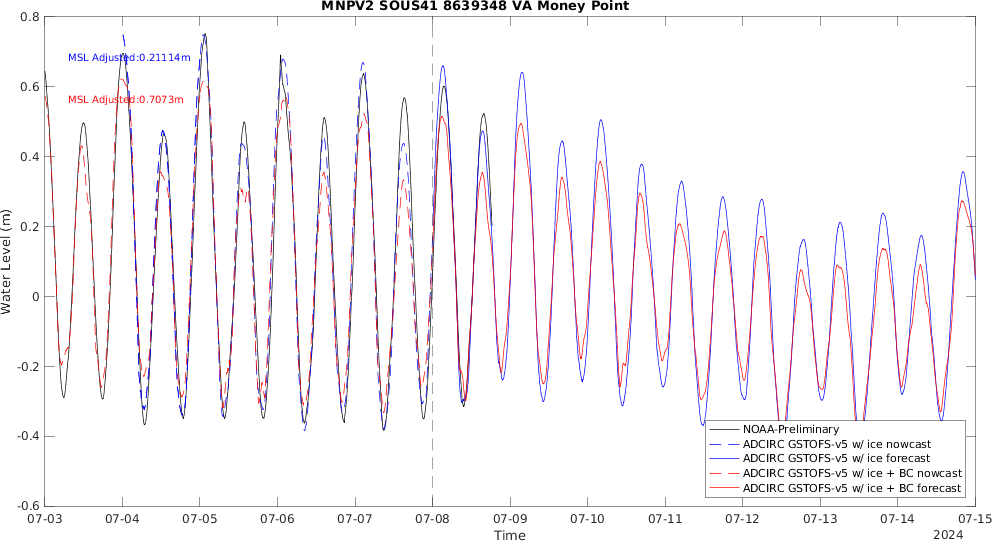 MNPV2 SOUS41 8639348 VA Money Point
0.8
0.6
0.4
0.2
0
-0.2
-0.4
-0.6
Water Level (m)
MSL Adjusted:0.21114m
MSL Adjusted:0.7073m
NOAA-Preliminary
ADCIRC GSTOFS-v5 w/ ice nowcast
ADCIRC GSTOFS-v5 w/ ice forecast
ADCIRC GSTOFS-v5 w/ ice + BC nowcast
ADCIRC GSTOFS-v5 w/ ice + BC forecast
07-03 07-04 07-05 07-06 07-07 07-08 07-09 07-10 07-11 07-12 07-13 07-14 07-15
Time
2024